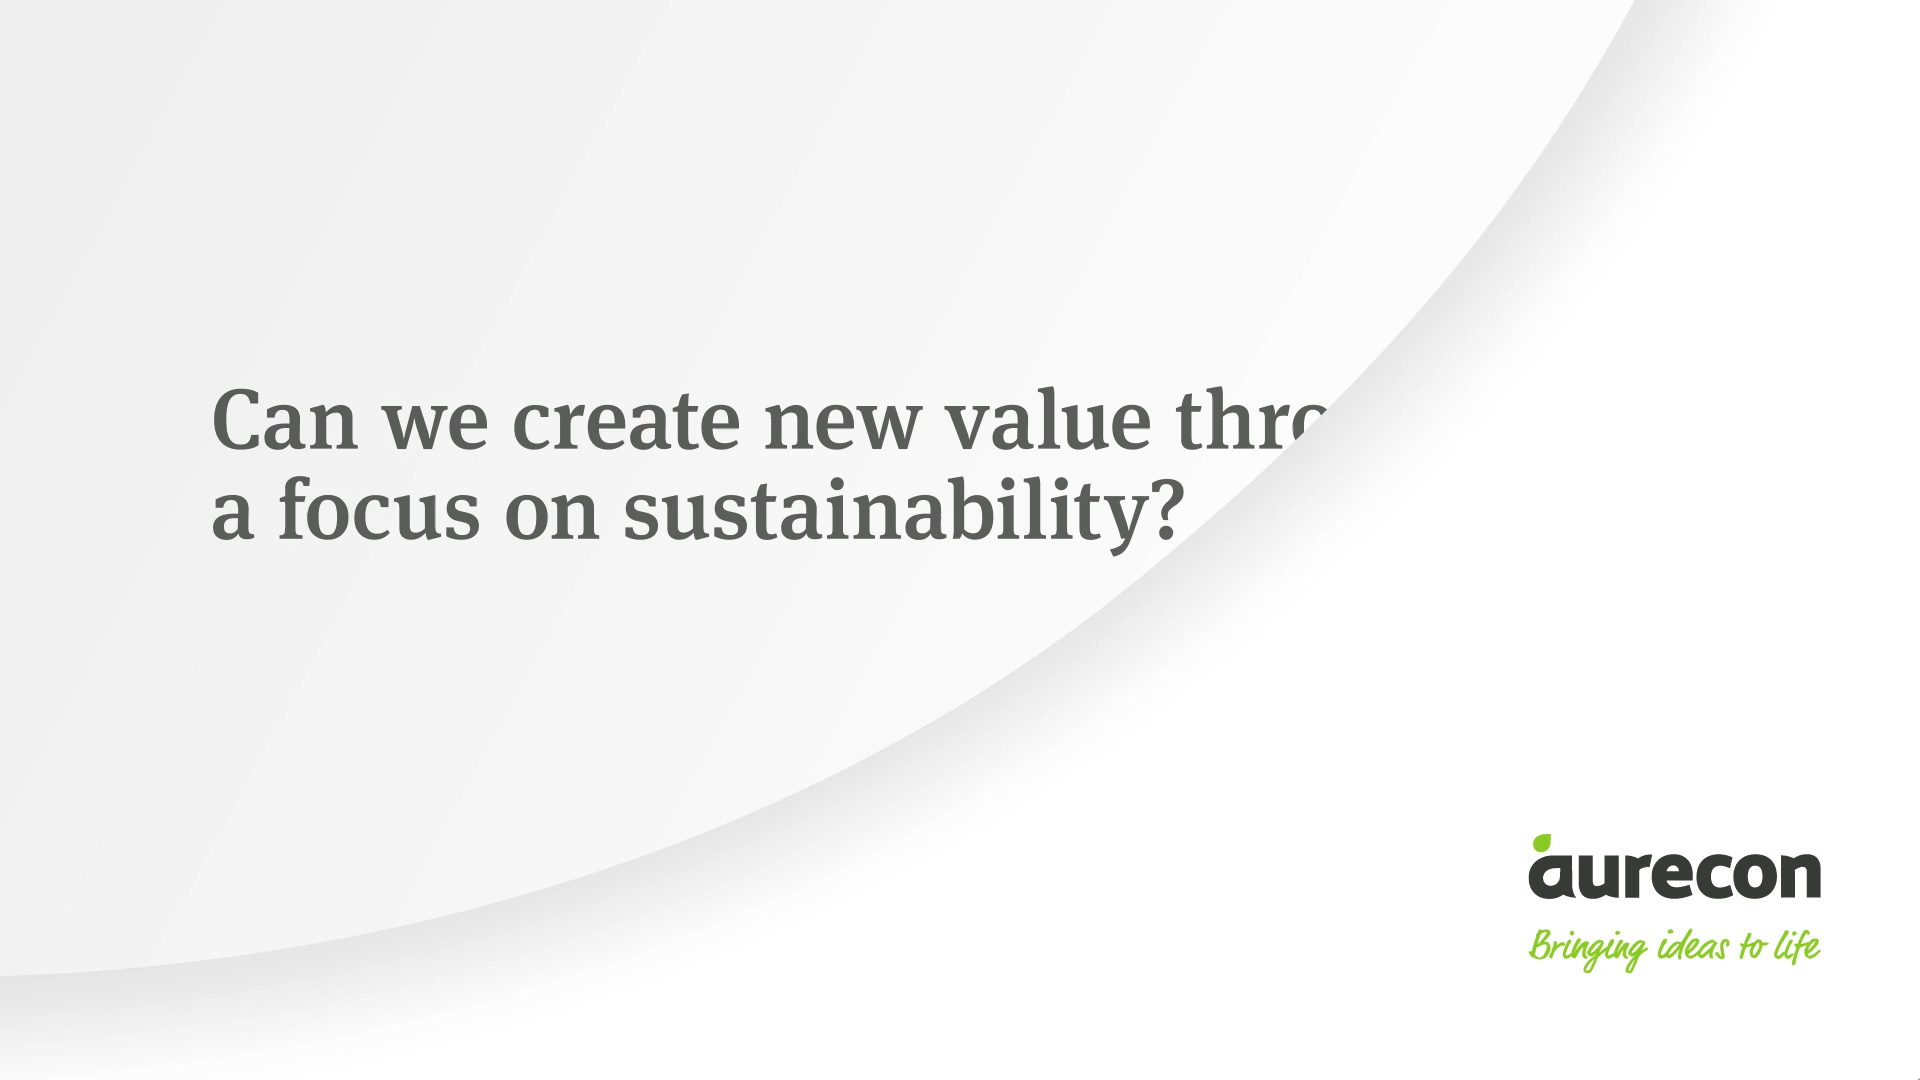 Can we create new value thro
a focus on sustainability?
aurecon
Bringing ideas to life